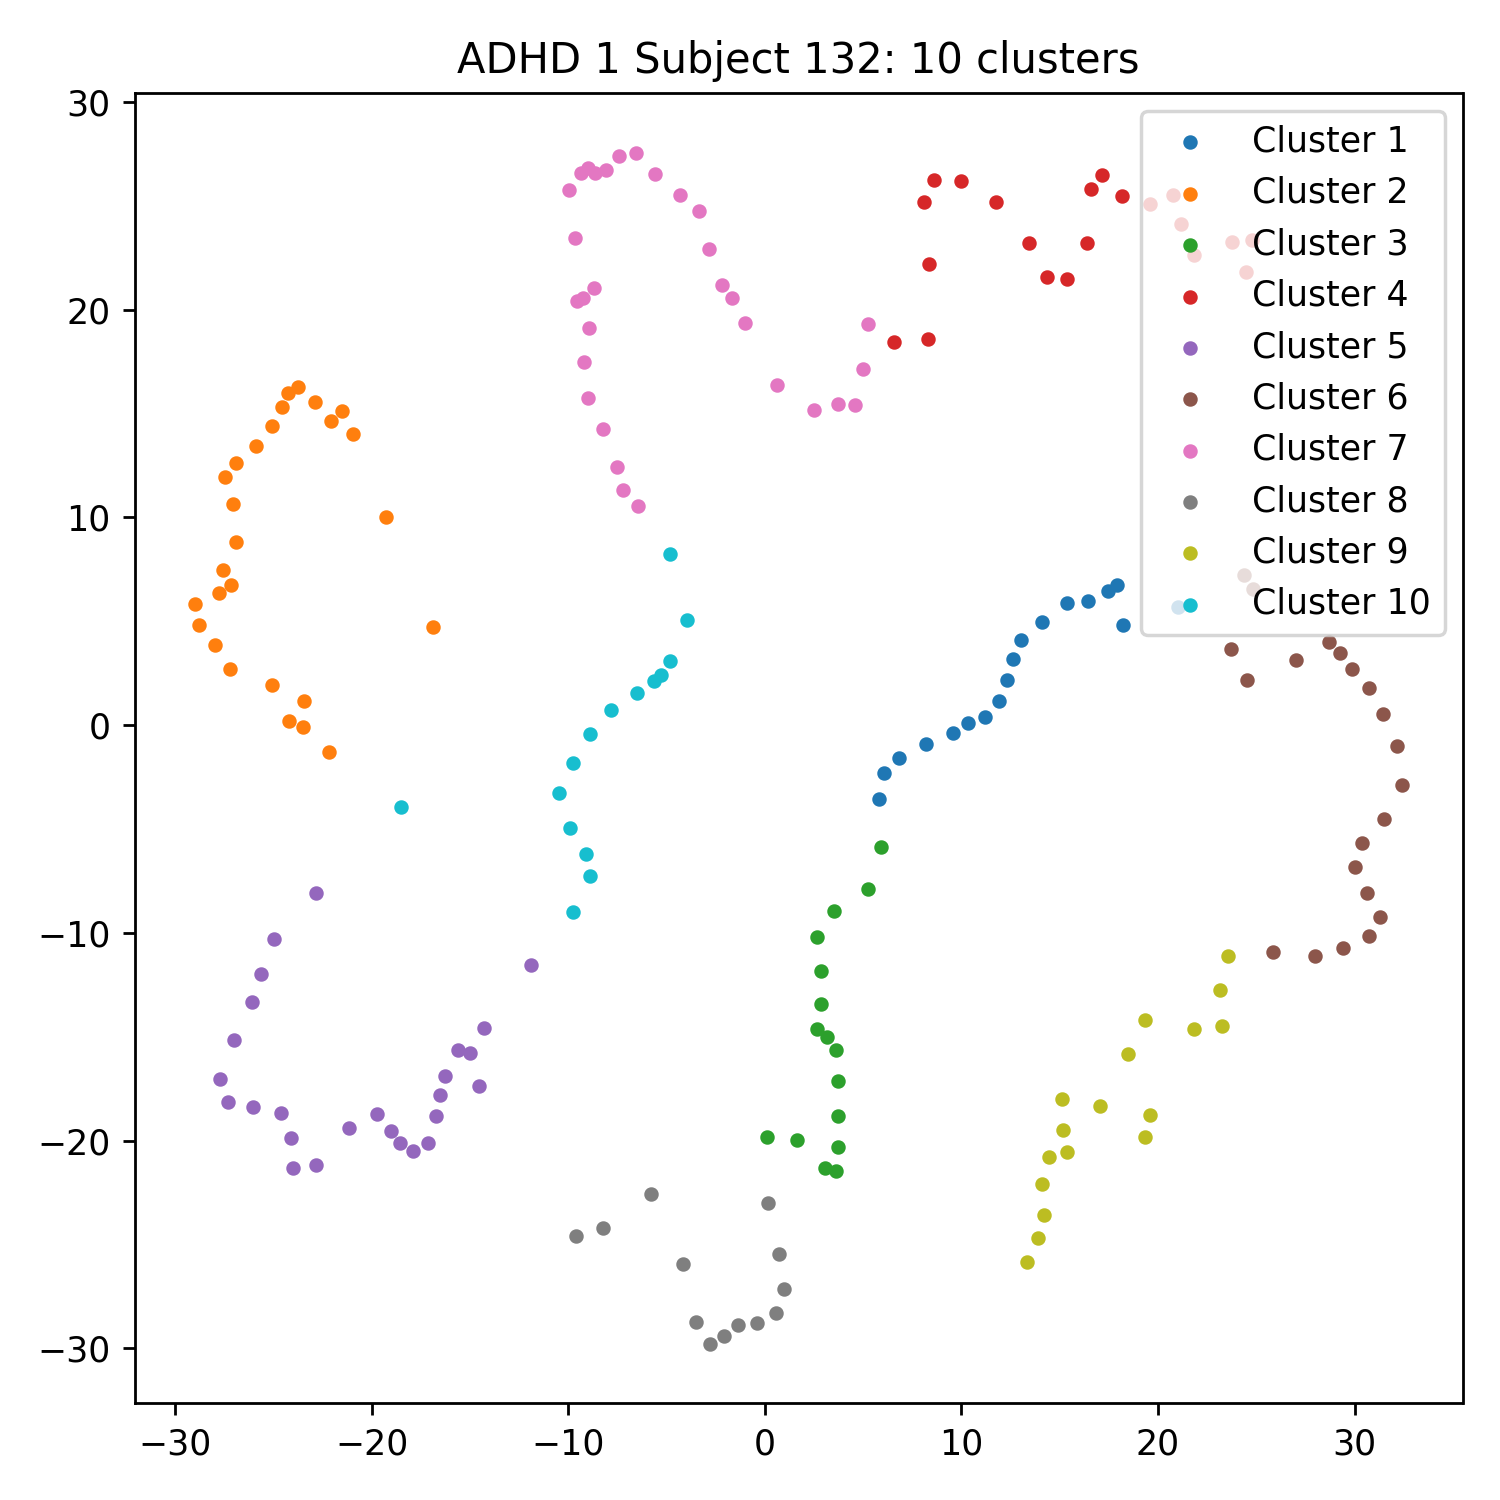 ADHD 1 Subject 132: 10 clusters
30
20
10
0
−10
−20
−30
−30
−20
−10
0
10
20
30
Cluster 1
Cluster 2
Cluster 3
Cluster 4
Cluster 5
Cluster 6
Cluster 7
Cluster 8
Cluster 9
Cluster 10